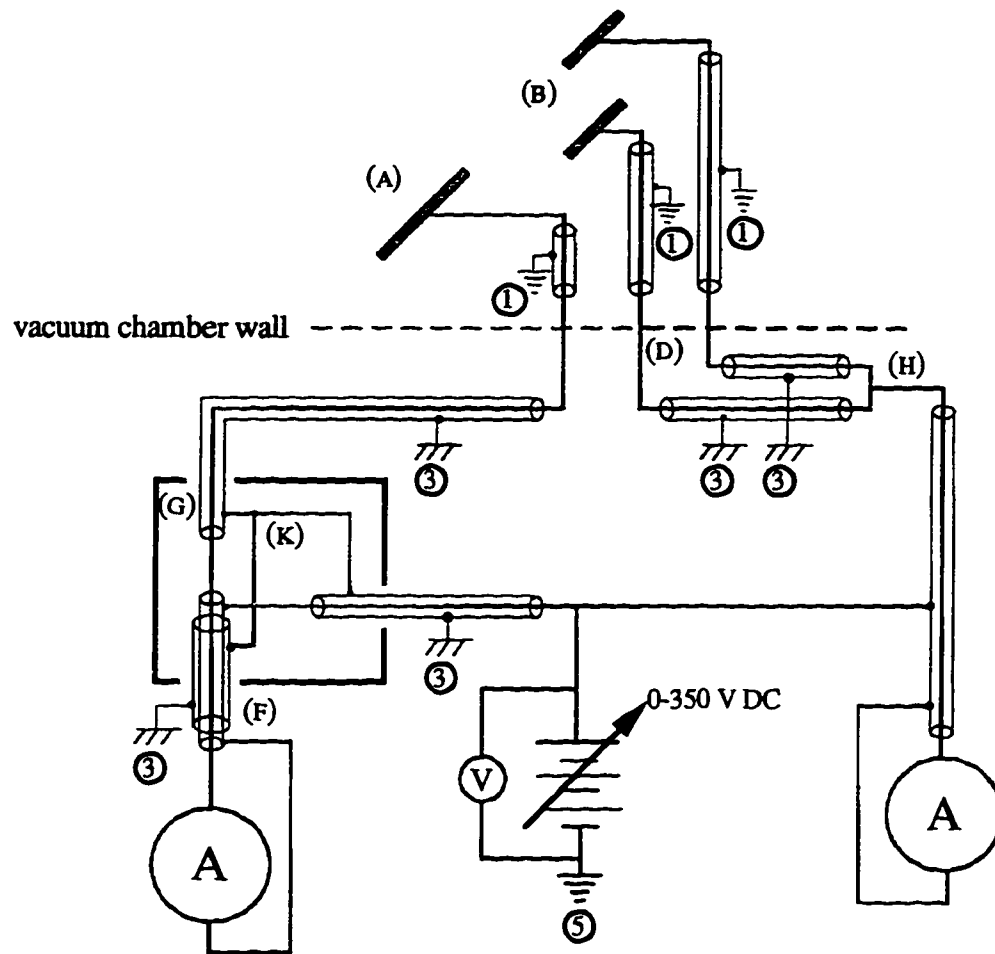 (B)
(A)
1
1
1
vacuum chamber wall
(D)
(H)
3
3
3
(G)
(K)
3
(F)
0-350 V DC
3
V
A
A
5